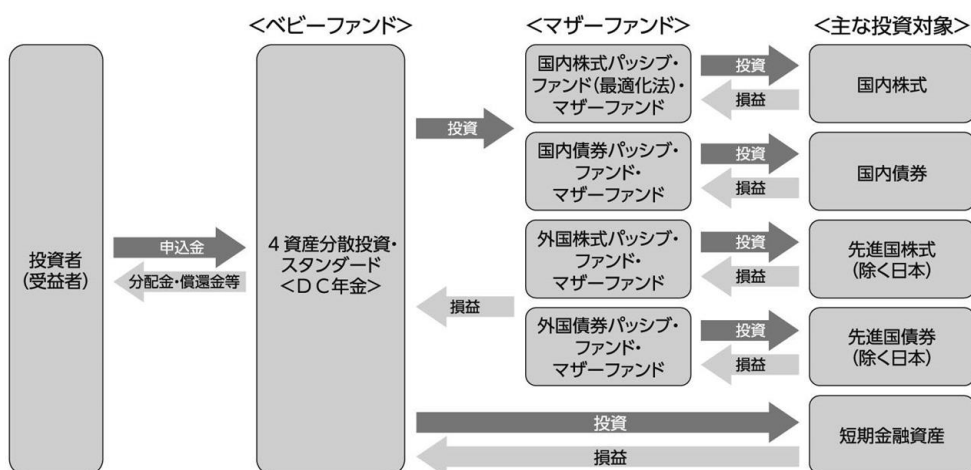 <ベビーファンド>
<マザーファンド>
<主な投資対象>
投資者
(受益者)
申込金
分配金・償還金等
4資産分散投資・
スタンダード
<DC年金>
投資
損益
国内株式パッシブ・
ファンド(最適化法)・
マザーファンド
投資
損益
国内株式
国内債券パッシブ・
ファンド・
マザーファンド
投資
損益
国内債券
外国株式パッシブ・
ファンド・
マザーファンド
投資
損益
先進国株式
(除く日本)
外国債券パッシブ・
ファンド・
マザーファンド
投資
損益
先進国債券
(除く日本)
投資
損益
短期金融資産